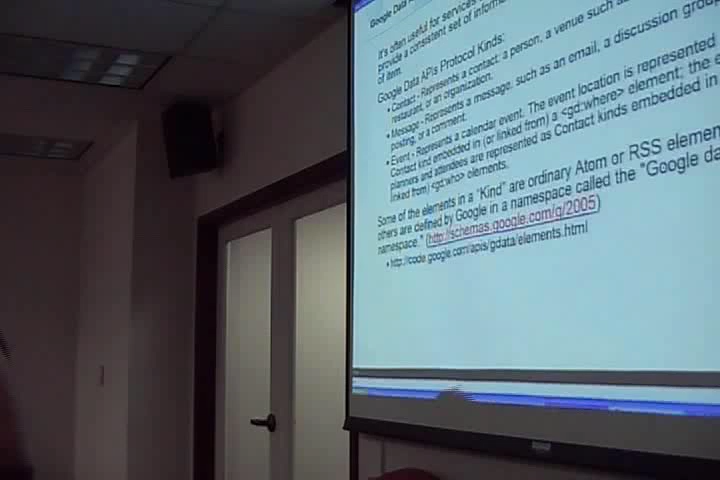 Google Data
It's often useful for services
provide a consistent set of inform
of item.
Google Data APIs Protocol Kinds:
• Contact - Represents a contact: a person, a venue such as
restaurant, or an organization.
• Message - Represents a message, such as an email, a discussion group
posting, or a comment.
• Event - Represents a calendar event. The event location is represented
Contact kind embedded in (or linked from) a <gd:where> element; the e
planners and attendees are represented as Contact kinds embedded in
linked from) <gd:who> elements.
Some of the elements in a "Kind" are ordinary Atom or RSS elemen
others are defined by Google in a namespace called the "Google da
namespace." (http://schemas.google.com/g/2005)
• http://code.google.com/apis/gdata/elements.html